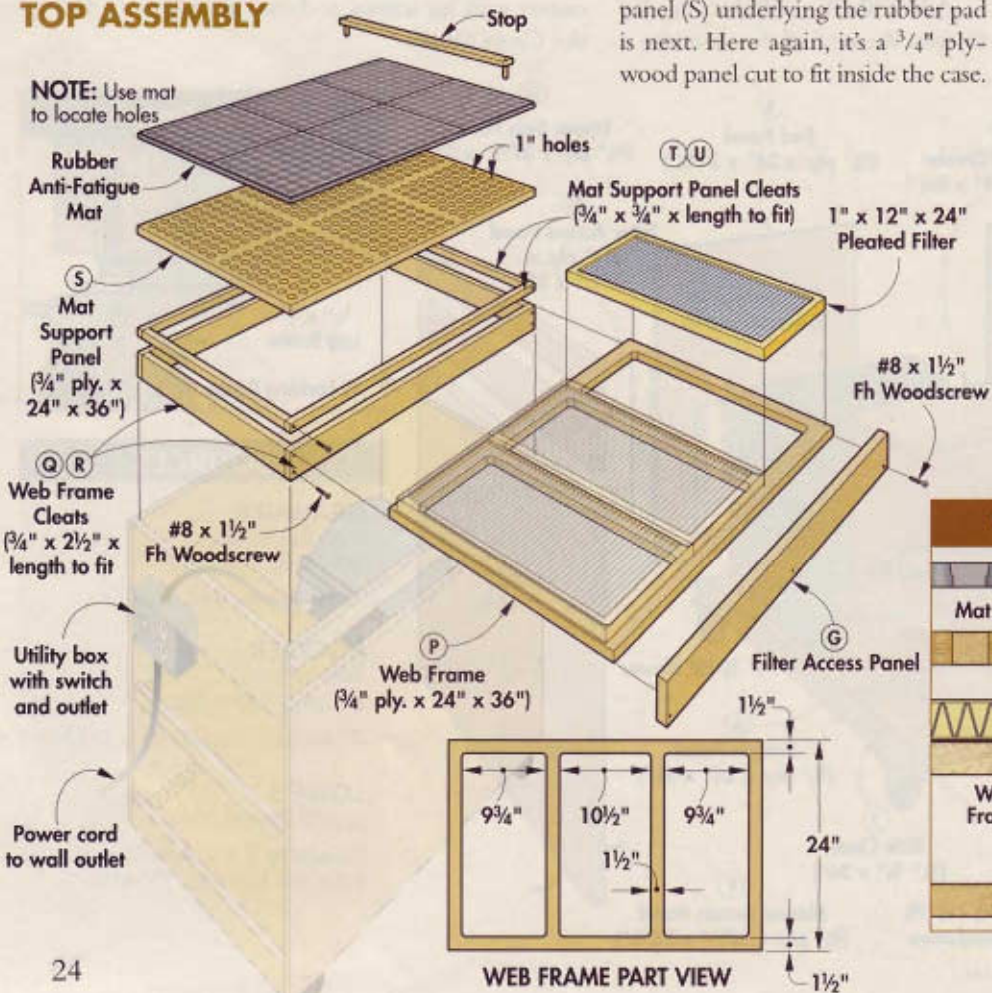 TOP ASSEMBLY
panel (S) underlying the rubber pad
is next. Here again, it's a 3/4" ply-
wood panel cut to fit inside the case.
Stop
NOTE: Use mat
to locate holes
Rubber
Anti-Fatigue
Mat
1" holes
T U
Mat Support Panel Cleats
(3/4" x 3/4" x length to fit)
1" x 12" x 24"
Pleated Filter
S
Mat
Support
Panel
(3/4" ply. x
24" x 36")
#8 x 1½"
Fh Woodscrew
Q R
Web Frame
Cleats
(3/4" x 2½" x
length to fit)
#8 x 1½"
Fh Woodscrew
Mat
Utility box
with switch
and outlet
P
Web Frame
(3/4" ply. x 24" x 36")
G
Filter Access Panel
1½"
9¾"
10½"
9¾"
1½"
24"
Power cord
to wall outlet
24
WEB FRAME PART VIEW
1½"